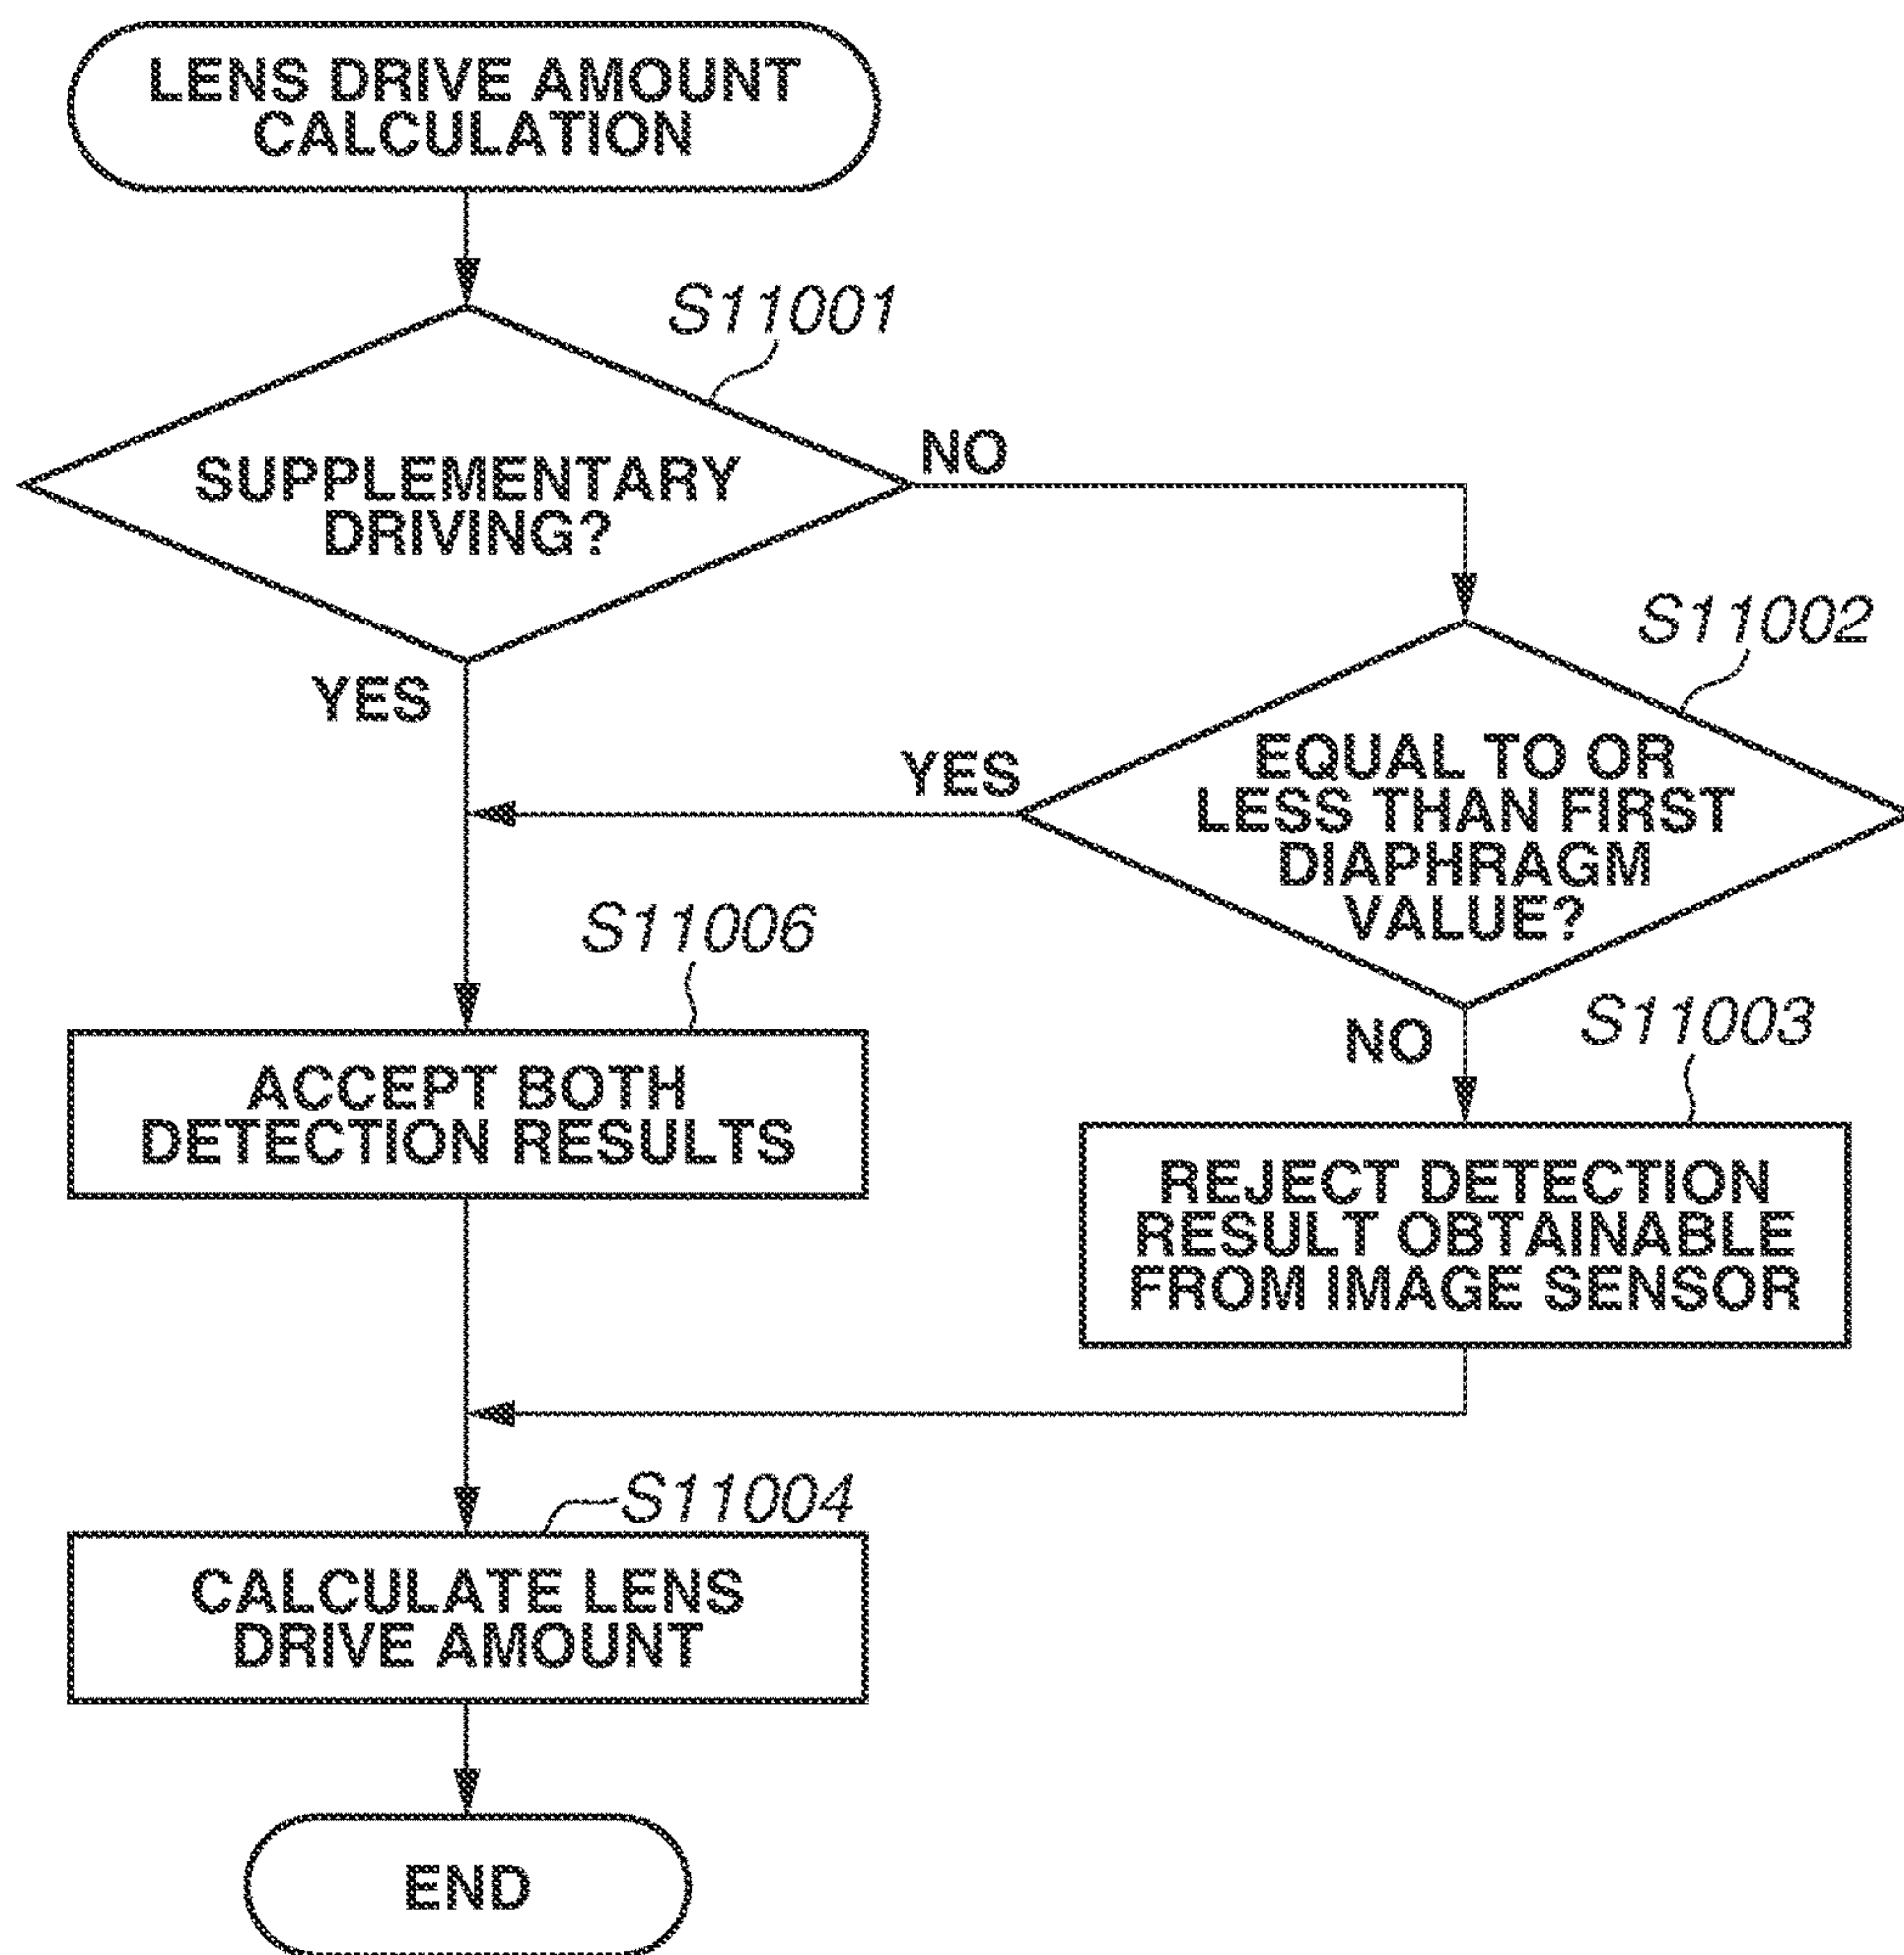 LENS DRIVE AMOUNT
CALCULATION
S11001
SUPPLEMENTARY
DRIVING?
NO
YES
S11002
EQUAL TO OR
LESS THAN FIRST
DIAPHRAGM
VALUE?
YES
NO
S11006
ACCEPT BOTH
DETECTION RESULTS
S11003
REJECT DETECTION
RESULT OBTAINABLE
FROM IMAGE SENSOR
S11004
CALCULATE LENS
DRIVE AMOUNT
END